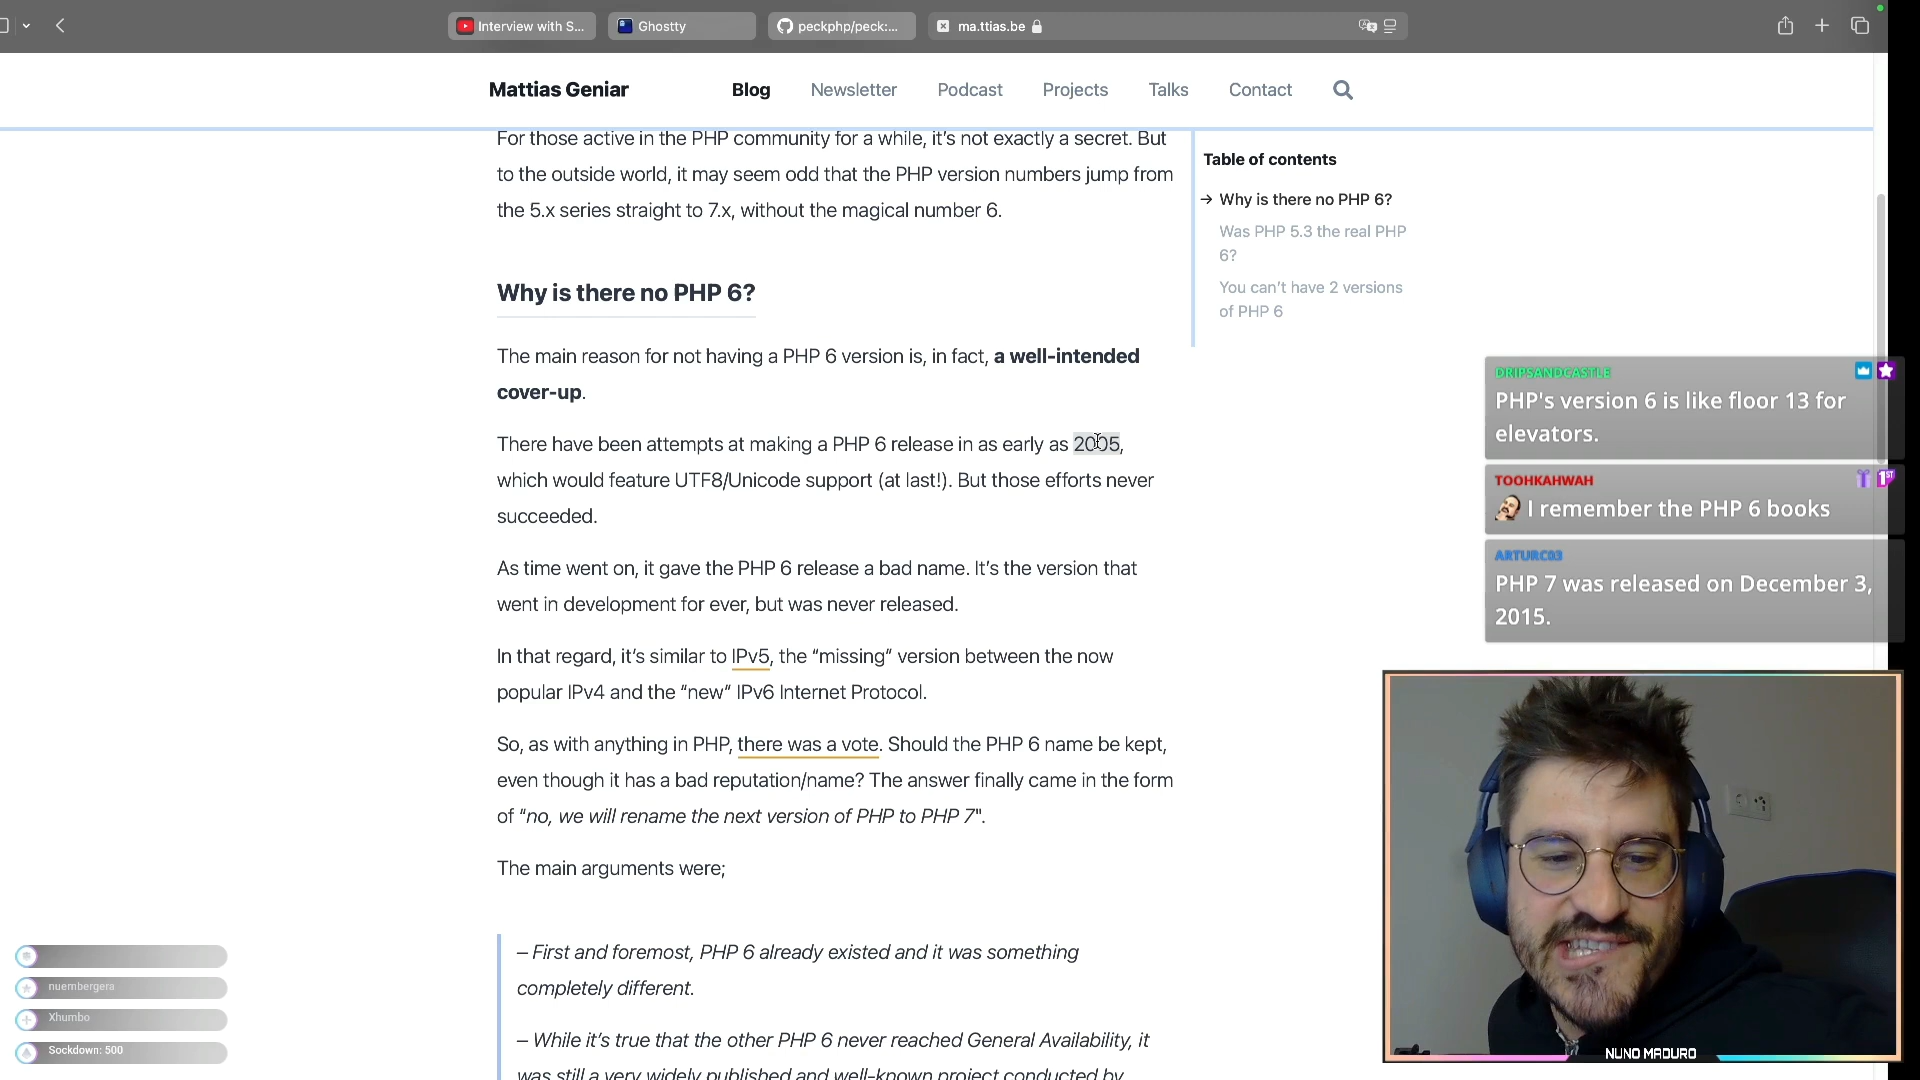 Interview with S...
Ghostty
peckphp/peck:...
ma.ttias.be
Mattias Geniar
Blog
Newsletter
Podcast
Projects
Talks
Contact
For those active in the PHP community for a while, it’s not exactly a secret. But
to the outside world, it may seem odd that the PHP version numbers jump from
the 5.x series straight to 7.x, without the magical number 6.
Why is there no PHP 6?
The main reason for not having a PHP 6 version is, in fact, a well-intended
cover-up.
There have been attempts at making a PHP 6 release in as early as 2005,
which would feature UTF8/Unicode support (at last!). But those efforts never
succeeded.
As time went on, it gave the PHP 6 release a bad name. It’s the version that
went in development for ever, but was never released.
In that regard, it’s similar to IPv5, the “missing” version between the now
popular IPv4 and the “new” IPv6 Internet Protocol.
So, as with anything in PHP, there was a vote. Should the PHP 6 name be kept,
even though it has a bad reputation/name? The answer finally came in the form
of “no, we will rename the next version of PHP to PHP 7”.
The main arguments were;
– First and foremost, PHP 6 already existed and it was something
completely different.
– While it’s true that the other PHP 6 never reached General Availability, it
was still a very widely published and well-known project conducted by
Table of contents
→ Why is there no PHP 6?
Was PHP 5.3 the real PHP
6?
You can’t have 2 versions
of PHP 6
DRIPSANDCASTLE
PHP's version 6 is like floor 13 for
elevators.
TOOHKAHWAH
1ST
I remember the PHP 6 books
ARTURC03
PHP 7 was released on December 3,
2015.
nuernbergera
Xhumbo
Sockdown: 500
NUNO MADURO